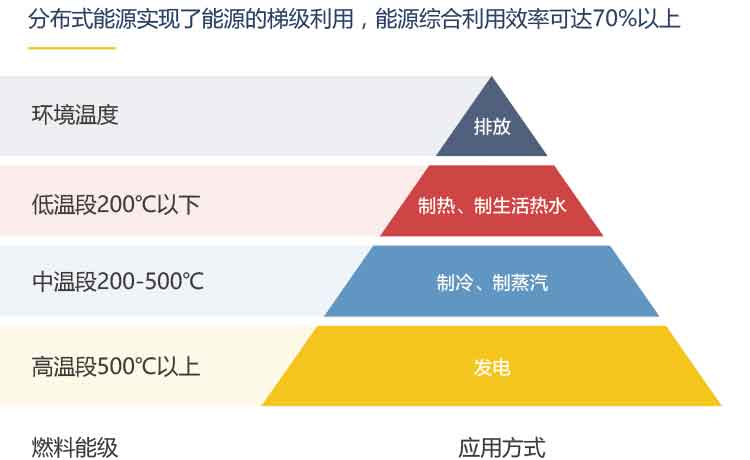 分布式能源实现了能源的梯级利用，能源综合利用效率可达70%以上
环境温度
排放
低温段200℃以下
制热、制生活热水
中温段200-500℃
制冷、制蒸汽
高温段500℃以上
发电
燃料能级
应用方式